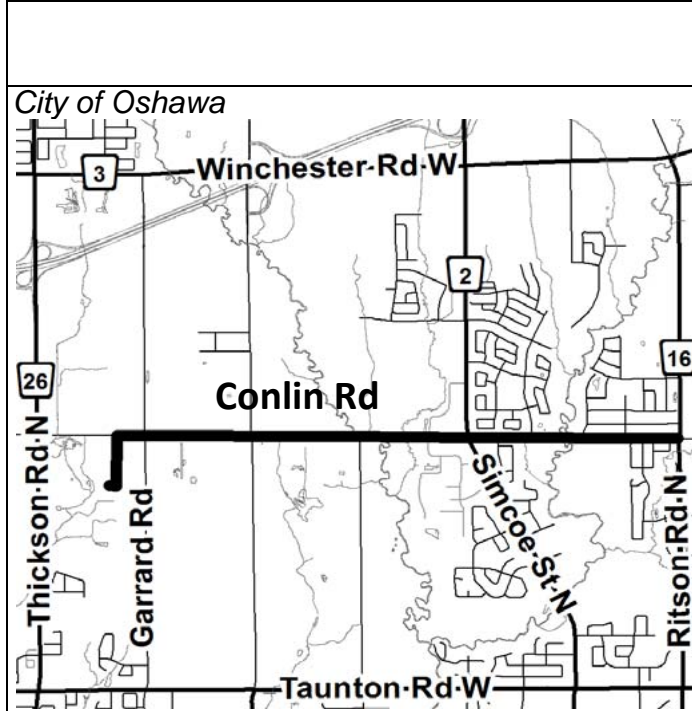 City of Oshawa
Winchester Rd W
3
2
16
26
Conlin Rd
Thickson Rd N
Garrard Rd
Simcoe St N
Ritson Rd N
Taunton Rd W